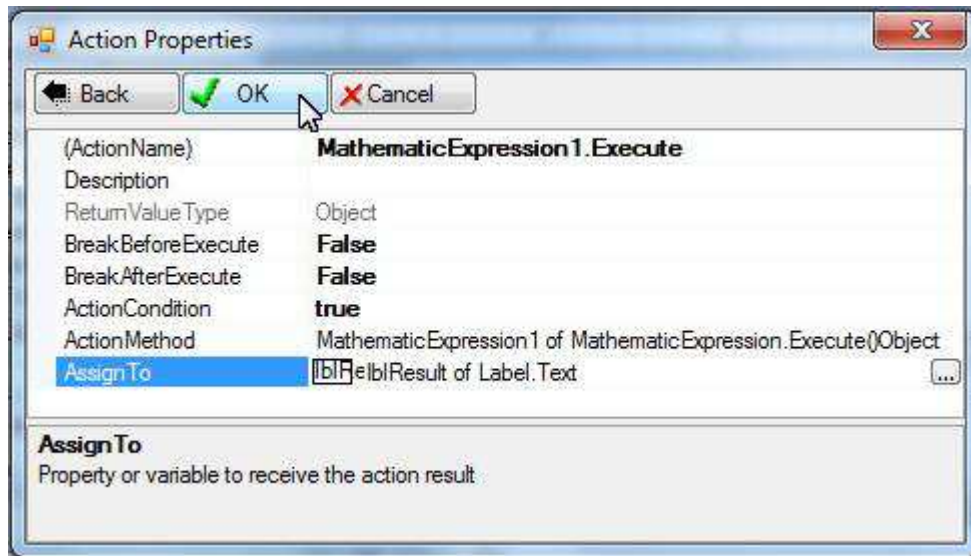 Action Properties
Back OK Cancel
(ActionName) MathematicExpression1.Execute
Description
ReturnValueType Object
BreakBeforeExecute False
BreakAfterExecute False
ActionCondition true
ActionMethod MathematicExpression1 of MathematicExpression.Execute()Object
AssignTo lblRelblResult of Label.Text ...
AssignTo
Property or variable to receive the action result